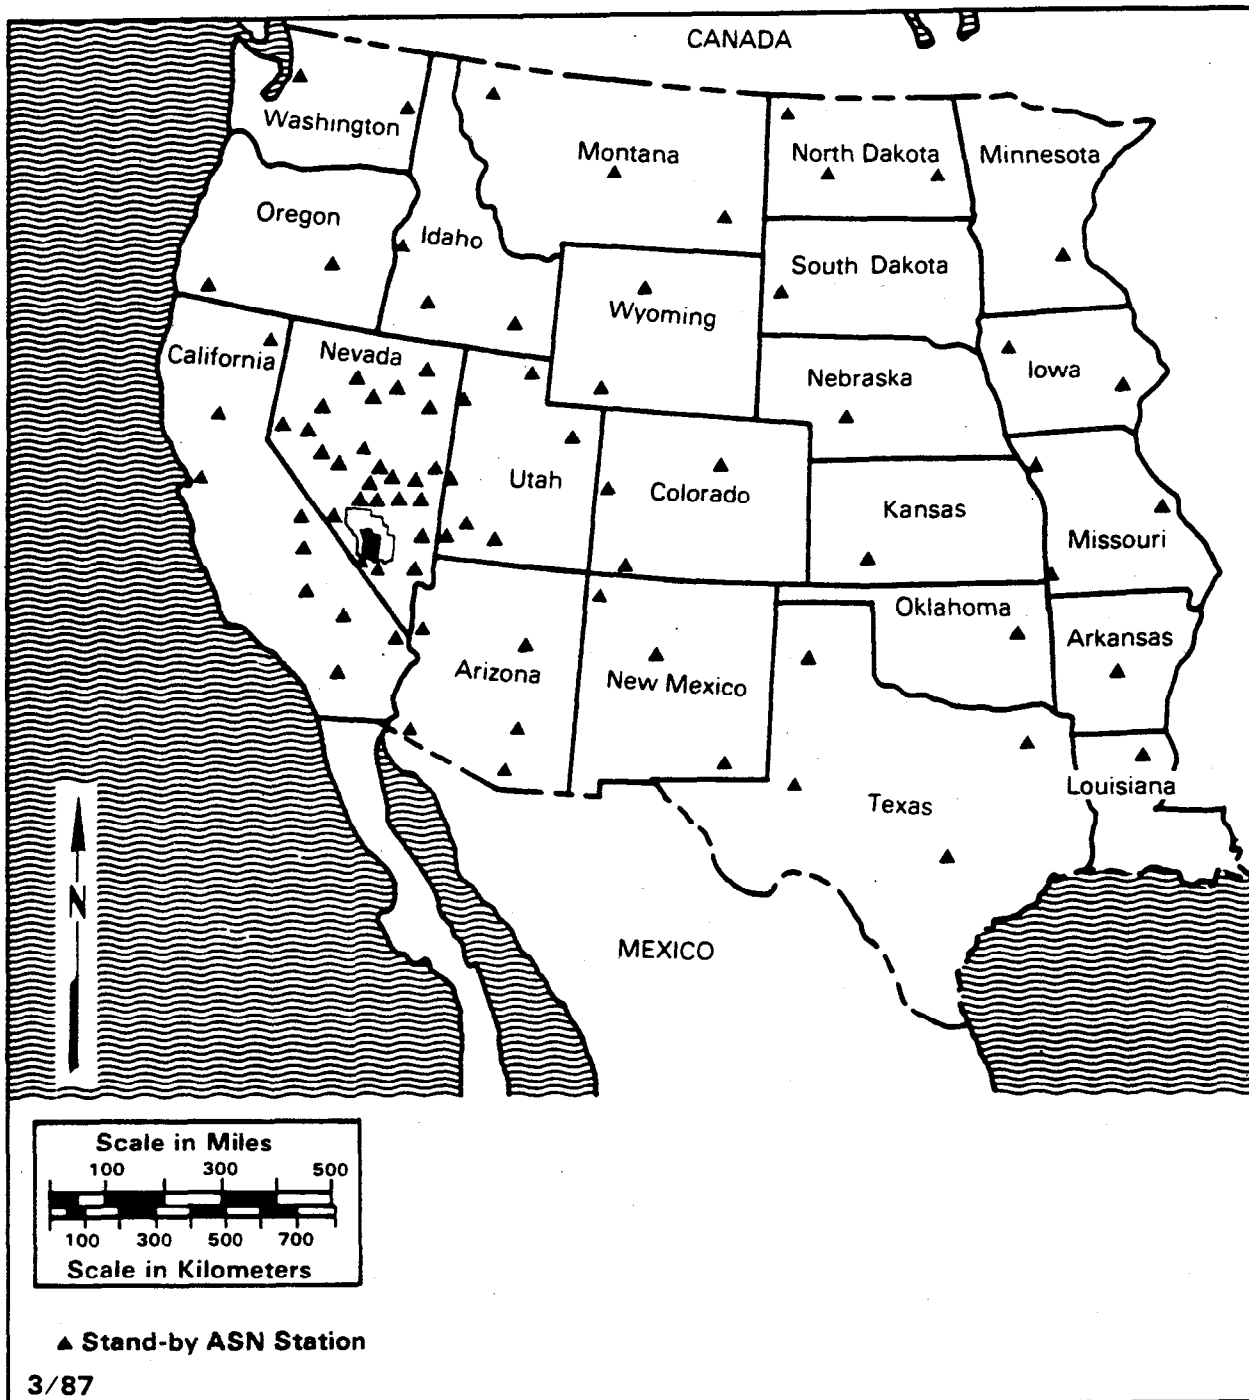 CANADA
Washington
Montana
North Dakota
Minnesota
Oregon
Idaho
South Dakota
Wyoming
California
Nevada
Nebraska
Iowa
Utah
Colorado
Kansas
Missouri
Oklahoma
Arkansas
Arizona
New Mexico
Texas
Louisiana
N
MEXICO
Scale in Miles
100 300 500
100 300 500 700
Scale in Kilometers
▲ Stand-by ASN Station
3/87